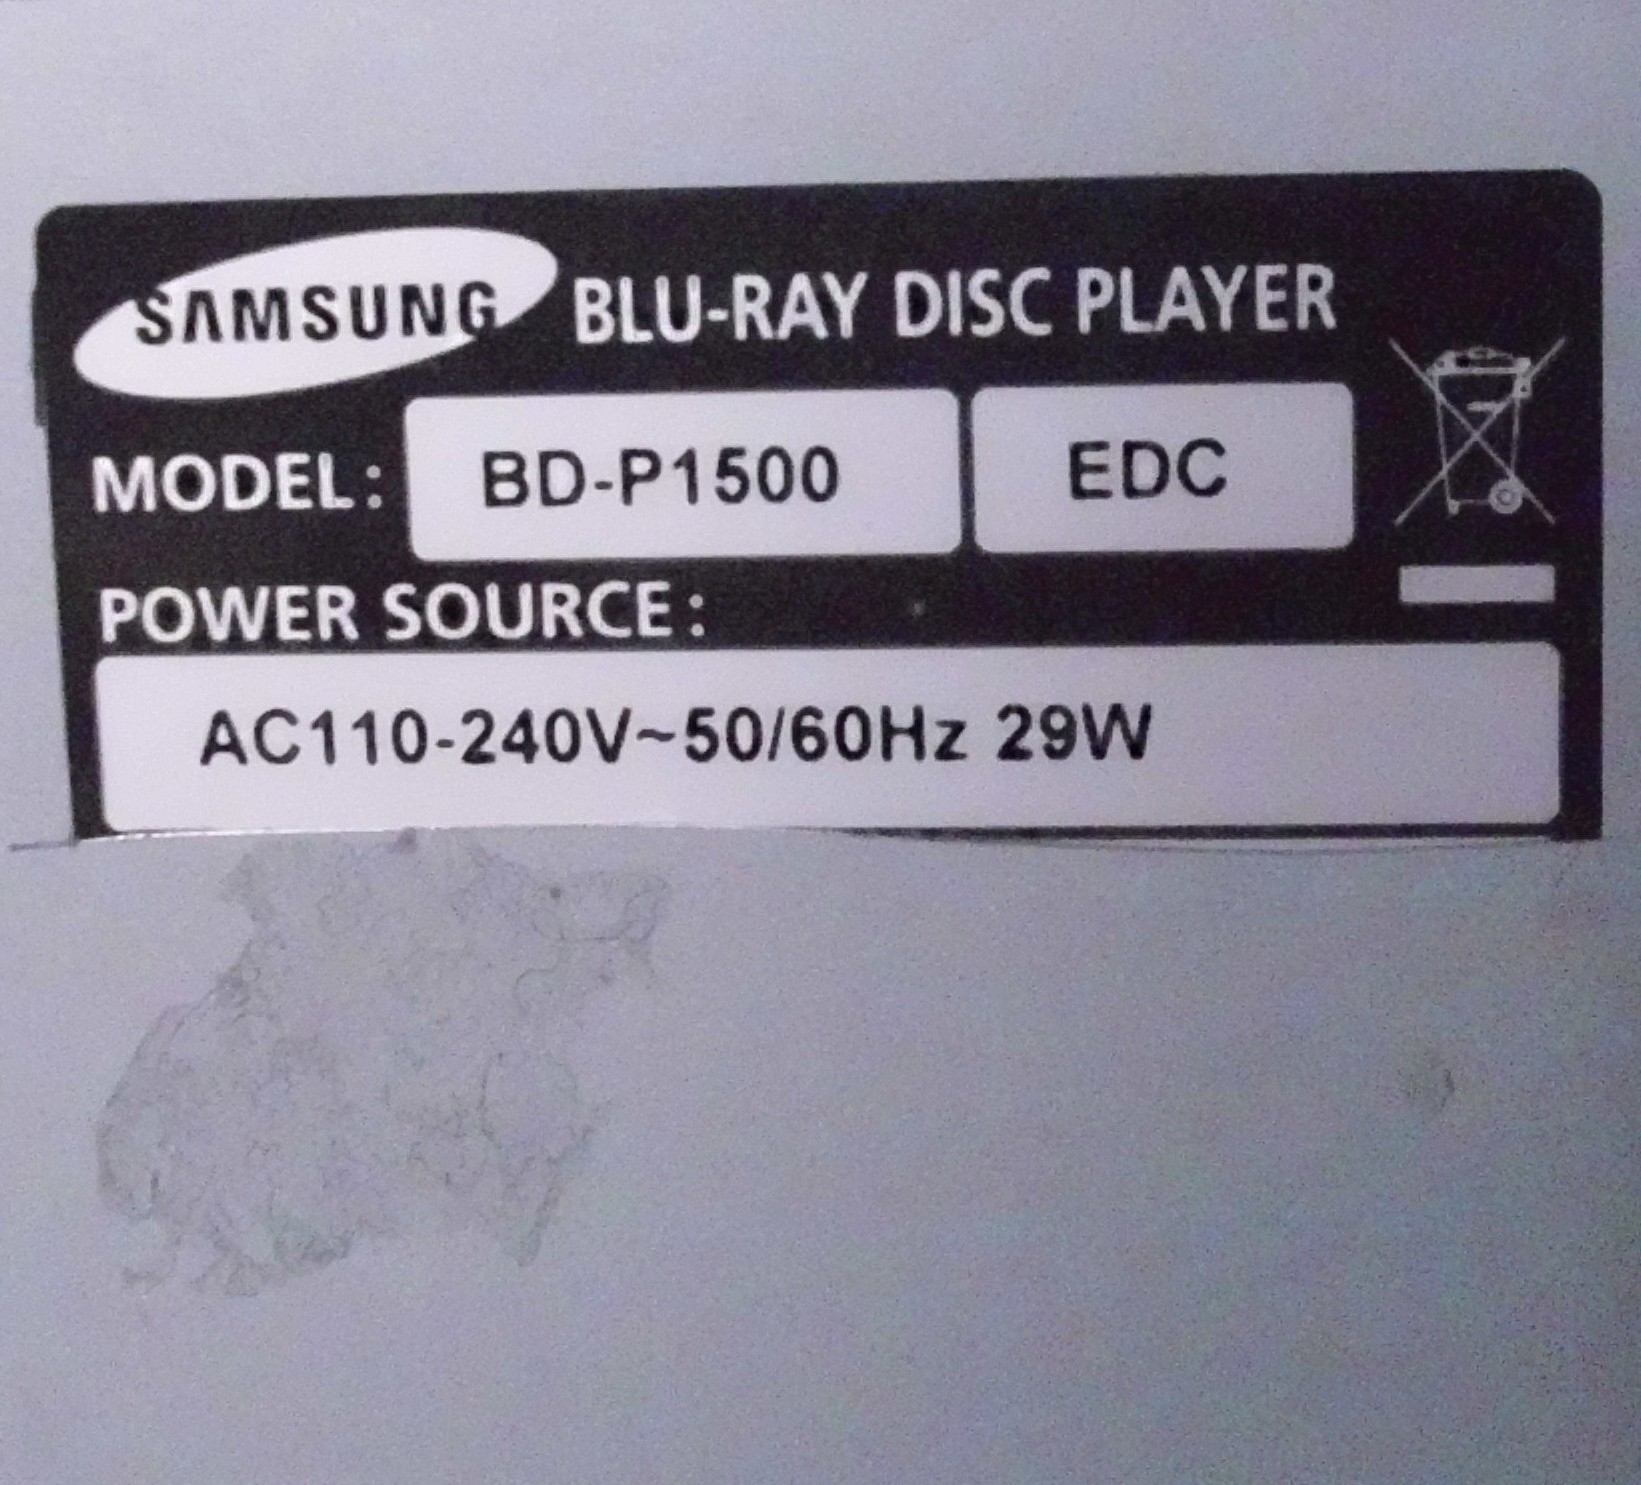 SAMSUNG BLU-RAY DISC PLAYER
MODEL: BD-P1500 EDC
POWER SOURCE:
AC110-240V~50/60Hz 29W